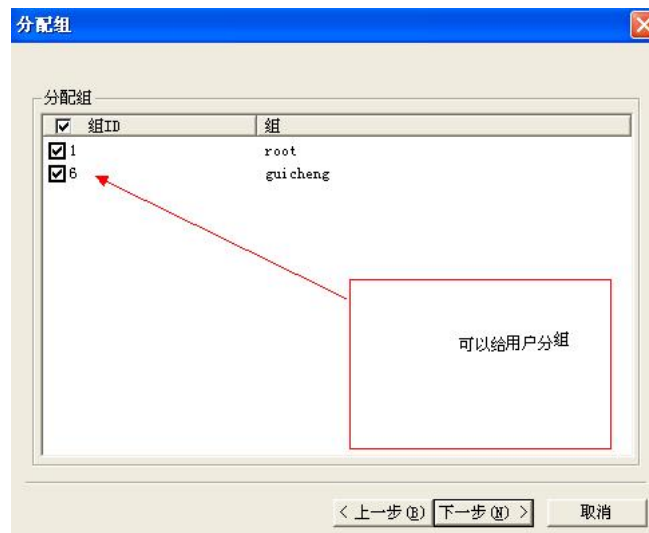 分配组
分配组
组ID 组
1 root
6 guicheng
可以给用户分组
< 上一步(B) 下一步(N) > 取消